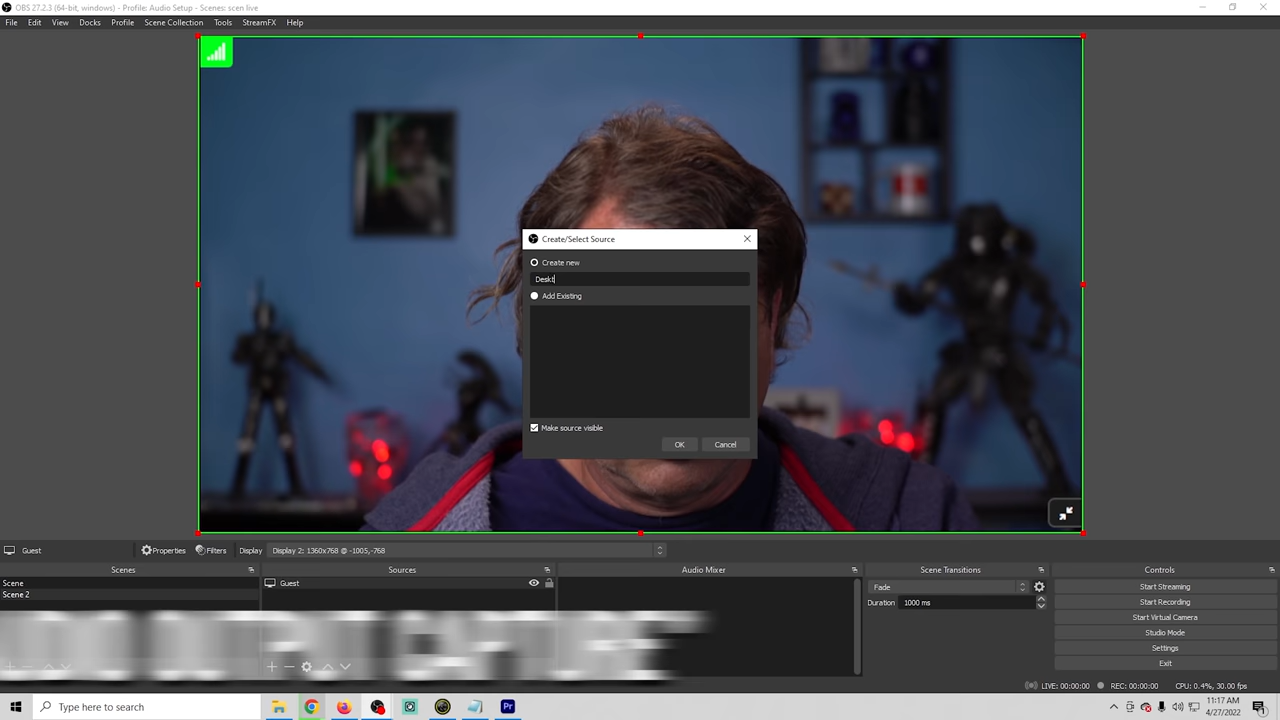 OBS 27.2.3 (64-bit, windows) - Profile: Audio Setup - Scenes: scen live
File Edit View Docks Profile Scene Collection Tools StreamFX Help
Create/Select Source
Create new
Deskt
Add Existing
Make source visible
OK Cancel
Guest Properties Filters Display Display 2: 1360x768 @ -1005,-768
Scenes Sources Audio Mixer Scene Transitions Controls
Scene Guest Fade Start Streaming
Scene 2 Duration 1000 ms Start Recording
Start Virtual Camera
Studio Mode
Settings
Exit
LIVE: 00:00:00 REC: 00:00:00 CPU: 0.4%, 30.00 fps
Type here to search
11:17 AM
4/27/2022